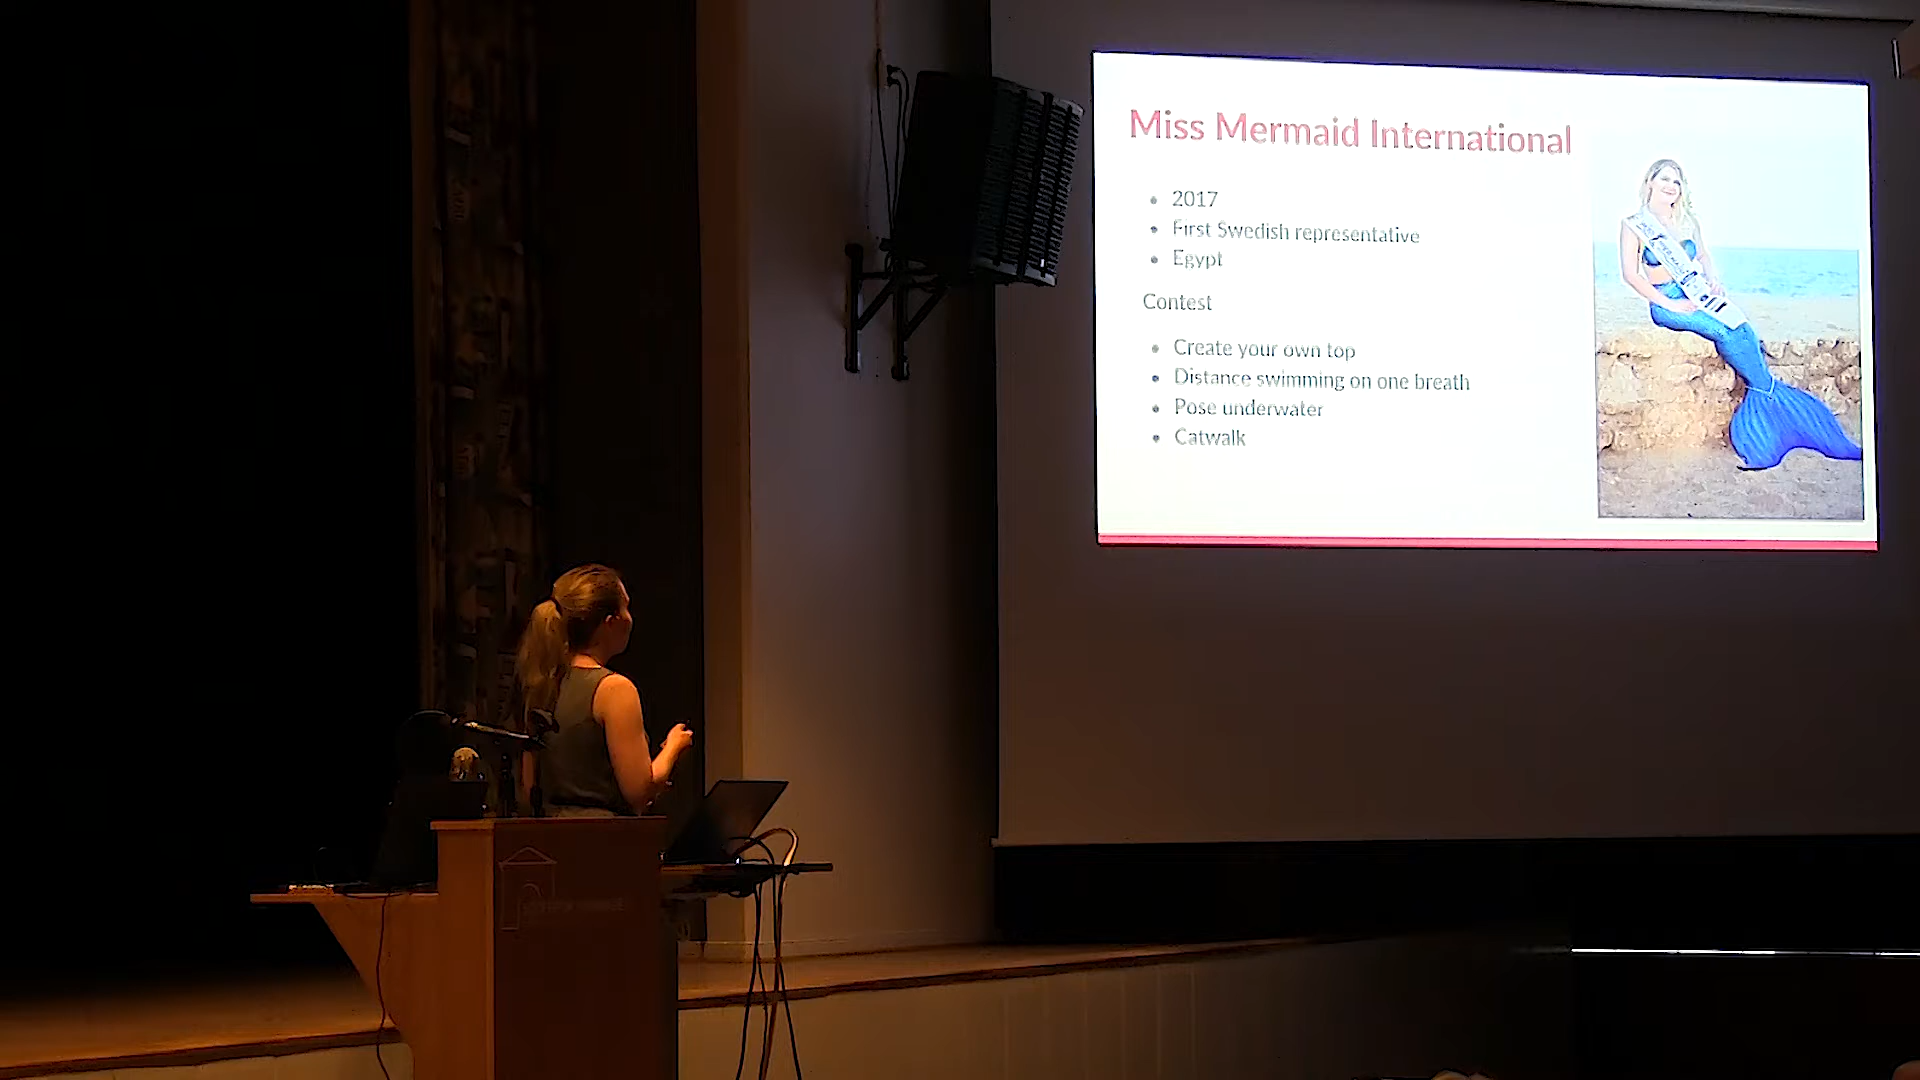 Miss Mermaid International
• 2017
• First Swedish representative
• Egypt
Contest
• Create your own top
• Distance swimming on one breath
• Pose underwater
• Catwalk